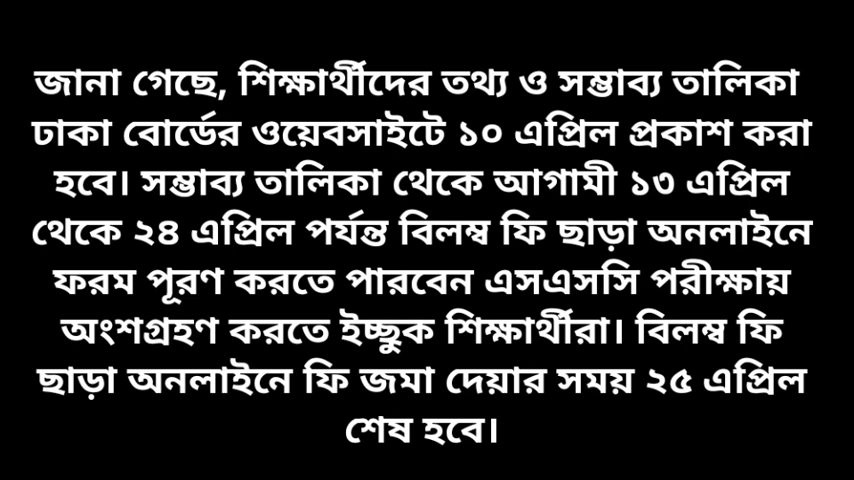 জানা গেছে, শিক্ষার্থীদের তথ্য ও সম্ভাব্য তালিকা
ঢাকা বোর্ডের ওয়েবসাইটে ১০ এপ্রিল প্রকাশ করা
হবে। সম্ভাব্য তালিকা থেকে আগামী ১৩ এপ্রিল
থেকে ২৪ এপ্রিল পর্যন্ত বিলম্ব ফি ছাড়া অনলাইনে
ফরম পূরণ করতে পারবেন এসএসসি পরীক্ষায়
অংশগ্রহণ করতে ইচ্ছুক শিক্ষার্থীরা। বিলম্ব ফি
ছাড়া অনলাইনে ফি জমা দেয়ার সময় ২৫ এপ্রিল
শেষ হবে।